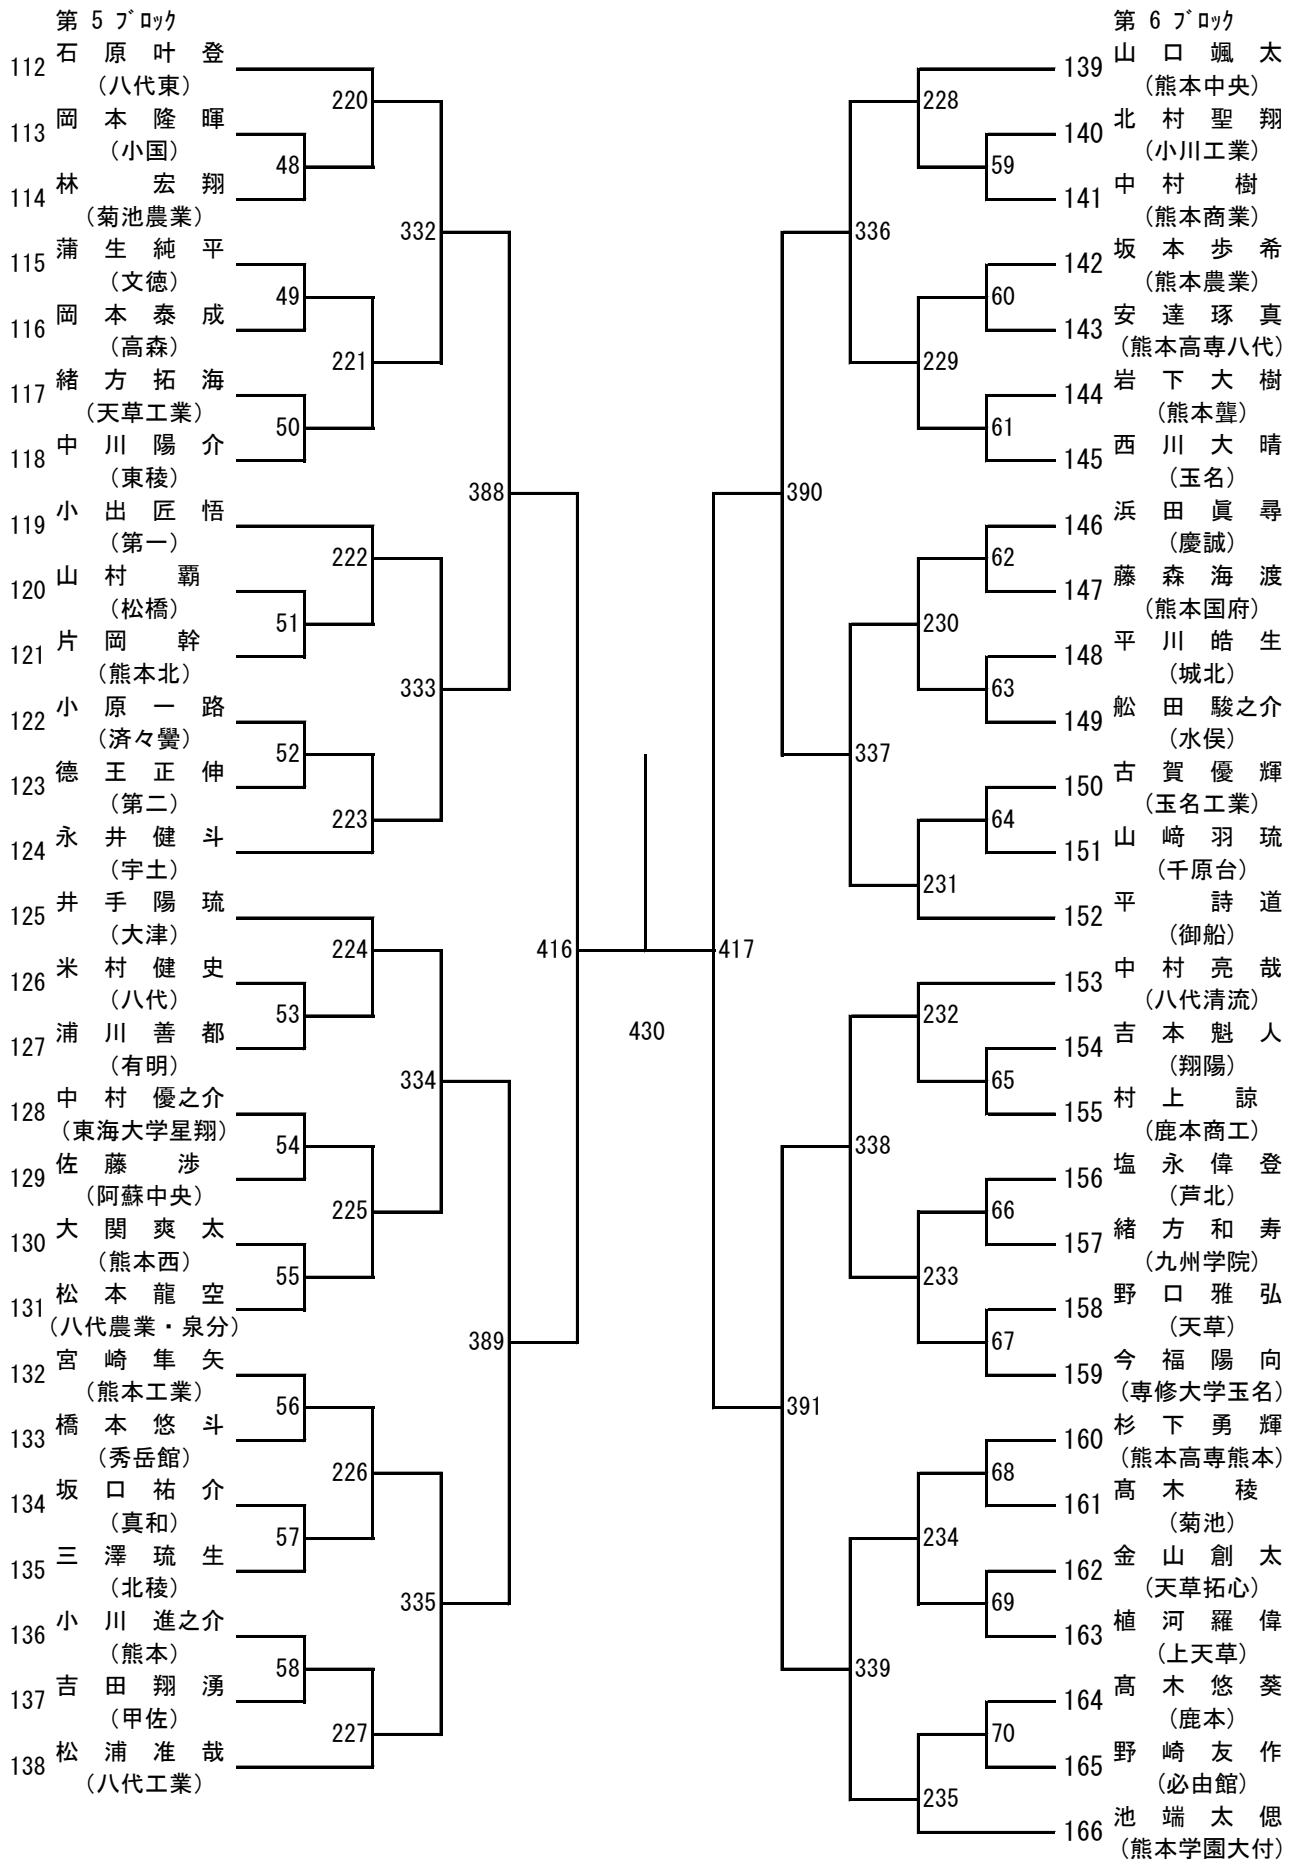 第 5 ブロック
112 石原叶登
(八代東)
220
113 岡本隆暉
(小国)
48
114 林 宏翔
(菊池農業)
332
115 蒲生純平
(文徳)
49
116 岡本泰成
(高森)
221
117 緒方拓海
(天草工業)
50
118 中川陽介
(東稜)
388
119 小出匠悟
(第一)
222
120 山村 覇
(松橋)
51
121 片岡 幹
(熊本北)
333
122 小原一路
(済々黌)
52
123 德王正伸
(第二)
223
124 永井健斗
(宇土)
125 井手陽琉
(大津)
224
416
126 米村健史
(八代)
53
127 浦川善都
(有明)
334
128 中村優之介
(東海大学星翔)
54
129 佐藤 渉
(阿蘇中央)
225
130 大関爽太
(熊本西)
55
131 松本龍空
(八代農業・泉分)
389
132 宮崎隼矢
(熊本工業)
56
133 橋本悠斗
(秀岳館)
226
134 坂口祐介
(真和)
57
135 三澤琉生
(北稜)
335
136 小川進之介
(熊本)
58
137 吉田翔湧
(甲佐)
227
138 松浦准哉
(八代工業)
430
第 6 ブロック
139 山口颯太
(熊本中央)
228
140 北村聖翔
(小川工業)
59
141 中村 樹
(熊本商業)
336
142 坂本歩希
(熊本農業)
60
143 安達琢真
(熊本高専八代)
229
144 岩下大樹
(熊本聾)
61
145 西川大晴
(玉名)
390
146 浜田眞尋
(慶誠)
62
147 藤森海渡
(熊本国府)
230
148 平川皓生
(城北)
63
149 舩田駿之介
(水俣)
337
150 古賀優輝
(玉名工業)
64
151 山﨑羽琉
(千原台)
231
152 平 詩道
(御船)
417
153 中村亮哉
(八代清流)
232
154 吉本魁人
(翔陽)
65
155 村上 諒
(鹿本商工)
338
156 塩永偉登
(芦北)
66
157 緒方和寿
(九州学院)
233
158 野口雅弘
(天草)
67
159 今福陽向
(専修大学玉名)
391
160 杉下勇輝
(熊本高専熊本)
68
161 髙木 稜
(菊池)
234
162 金山創太
(天草拓心)
69
163 植河羅偉
(上天草)
339
164 髙木悠葵
(鹿本)
70
165 野崎友作
(必由館)
235
166 池端太偲
(熊本学園大付)